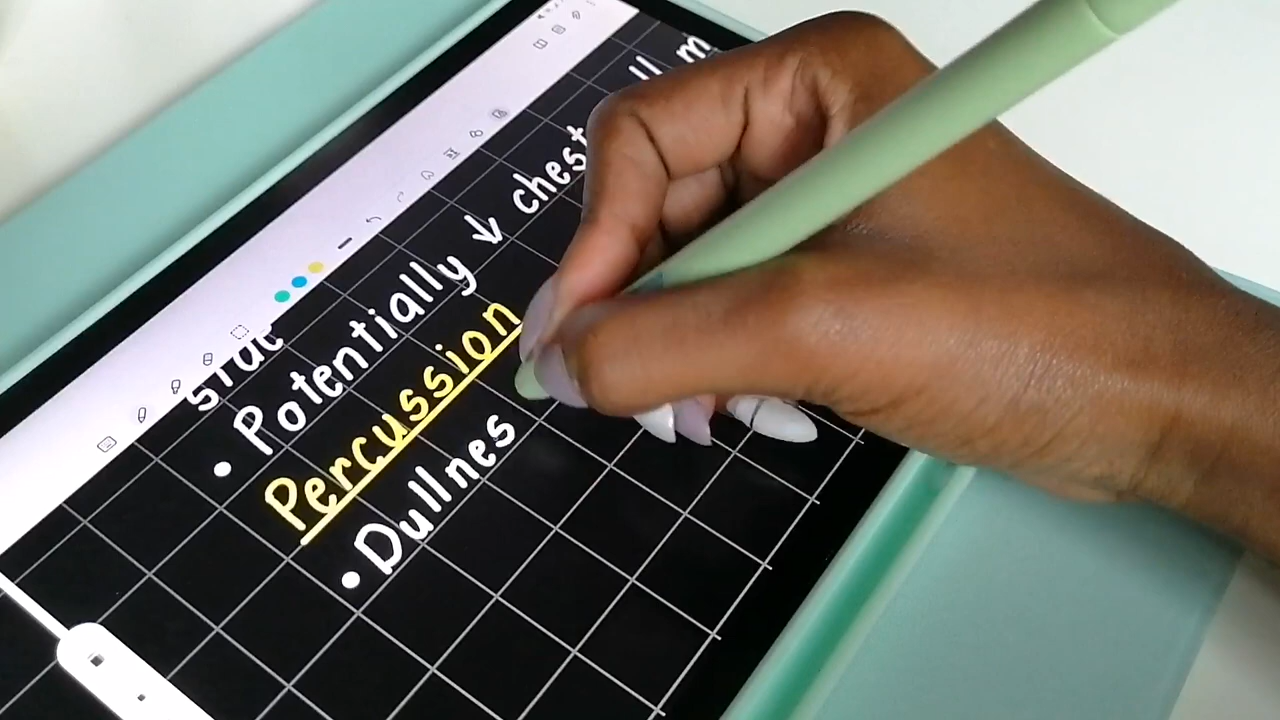 • Potentially ↓ chest
Percussion
• Dullnes